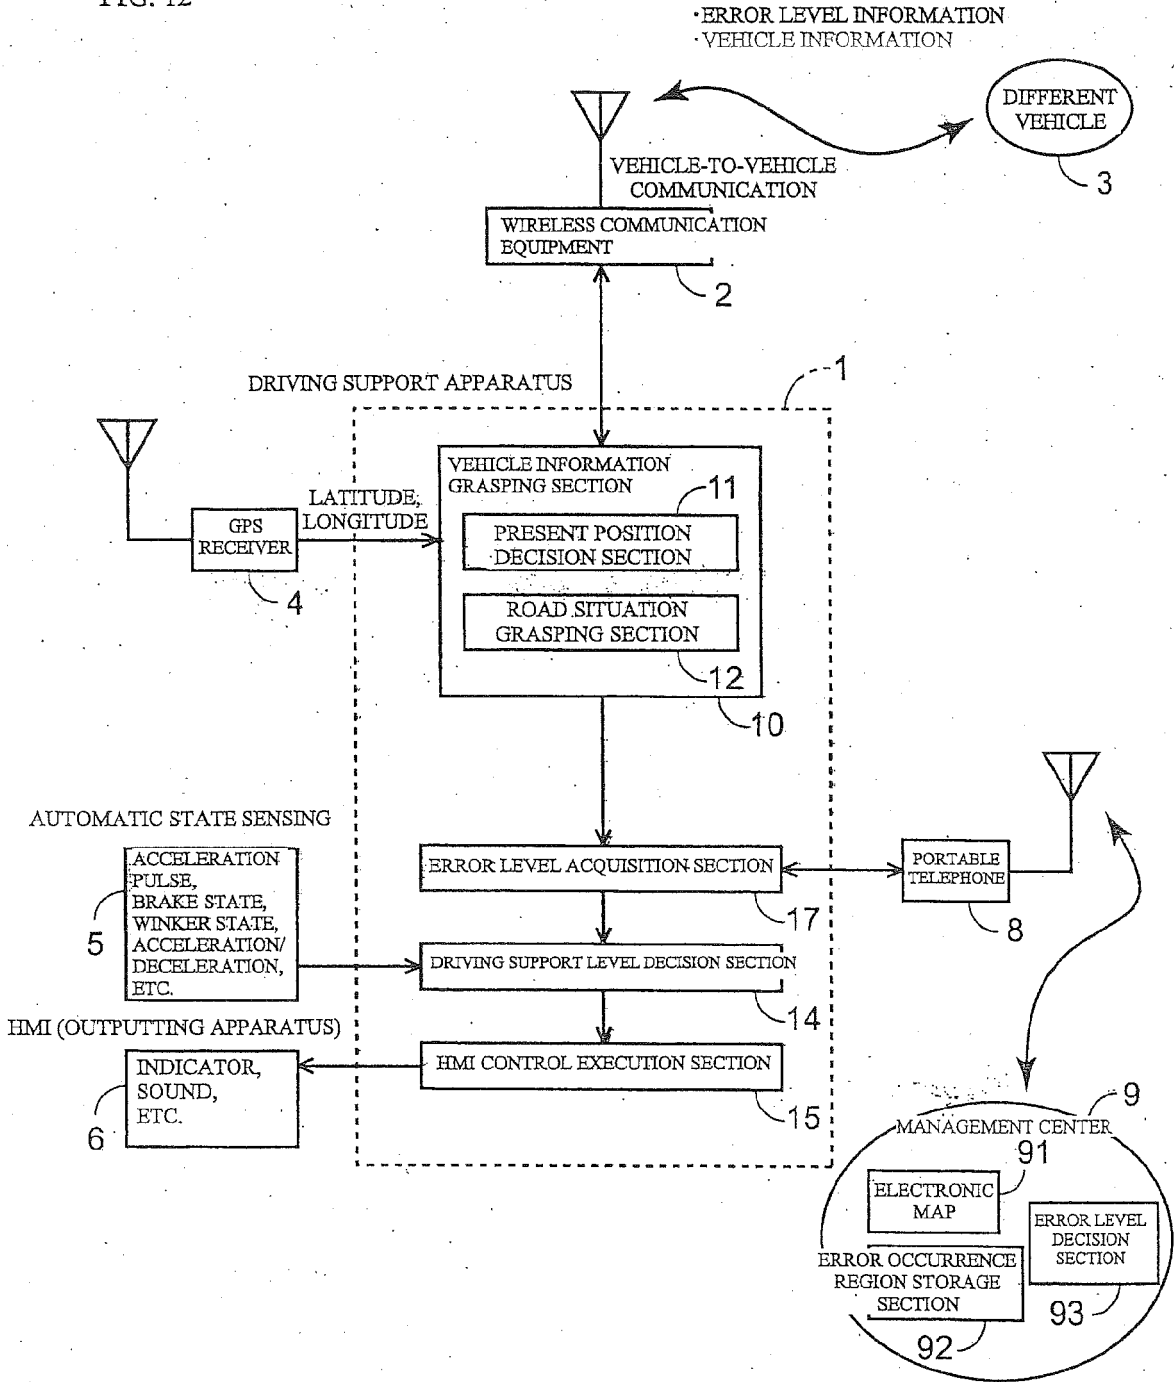 FIG. 12
·ERROR LEVEL INFORMATION
·VEHICLE INFORMATION
DIFFERENT
VEHICLE
3
VEHICLE-TO-VEHICLE
COMMUNICATION
WIRELESS COMMUNICATION
EQUIPMENT
2
DRIVING SUPPORT APPARATUS
1
VEHICLE INFORMATION
GRASPING SECTION
11
PRESENT POSITION
DECISION SECTION
LATITUDE,
LONGITUDE
GPS
RECEIVER
4
ROAD SITUATION
GRASPING SECTION
12
10
AUTOMATIC STATE SENSING
ACCELERATION
PULSE,
BRAKE STATE,
WINKER STATE,
ACCELERATION/
DECELERATION,
ETC.
5
ERROR LEVEL ACQUISITION SECTION
17
PORTABLE
TELEPHONE
8
DRIVING SUPPORT LEVEL DECISION SECTION
14
HMI (OUTPUTTING APPARATUS)
INDICATOR,
SOUND,
ETC.
6
HMI CONTROL EXECUTION SECTION
15
9
MANAGEMENT CENTER
91
ELECTRONIC
MAP
ERROR LEVEL
DECISION
SECTION
93
ERROR OCCURRENCE
REGION STORAGE
SECTION
92